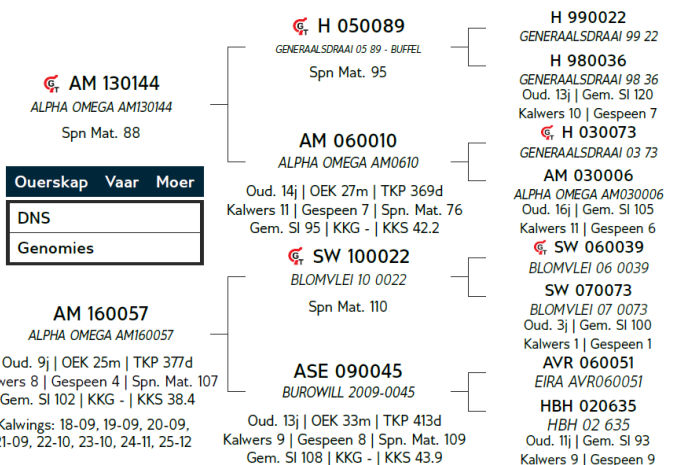 AM 130144
ALPHA OMEGA AM130144
Spn Mat. 88
Ouerskap Vaar Moer
DNS
Genomies
AM 160057
ALPHA OMEGA AM160057
Oud. 9j | OEK 25m | TKP 377d
wers 8 | Gespeen 4 | Spn. Mat. 107
Gem. SI 102 | KKG - | KKS 38.4
Kalwings: 18-09, 19-09, 20-09,
21-09, 22-10, 23-10, 24-11, 25-12
H 050089
GENERAALSDRAAI 05 89 - BUFFEL
Spn Mat. 95
AM 060010
ALPHA OMEGA AM0610
Oud. 14j | OEK 27m | TKP 369d
Kalwers 11 | Gespeen 7 | Spn. Mat. 76
Gem. SI 95 | KKG - | KKS 42.2
SW 100022
BLOMVLEI 10 0022
Spn Mat. 110
ASE 090045
BUROWILL 2009-0045
Oud. 13j | OEK 33m | TKP 413d
Kalwers 9 | Gespeen 8 | Spn. Mat. 109
Gem. SI 108 | KKG - | KKS 43.9
H 990022
GENERAALSDRAAI 99 22
H 980036
GENERAALSDRAAI 98 36
Oud. 13j | Gem. SI 120
Kalwers 10 | Gespeen 7
H 030073
GENERAALSDRAAI 03 73
AM 030006
ALPHA OMEGA AM030006
Oud. 16j | Gem. SI 105
Kalwers 11 | Gespeen 6
SW 060039
BLOMVLEI 06 0039
SW 070073
BLOMVLEI 07 0073
Oud. 3j | Gem. SI 100
Kalwers 1 | Gespeen 1
AVR 060051
EIRA AVR060051
HBH 020635
HBH 02 635
Oud. 11j | Gem. SI 93
Kalwers 9 | Gespeen 9